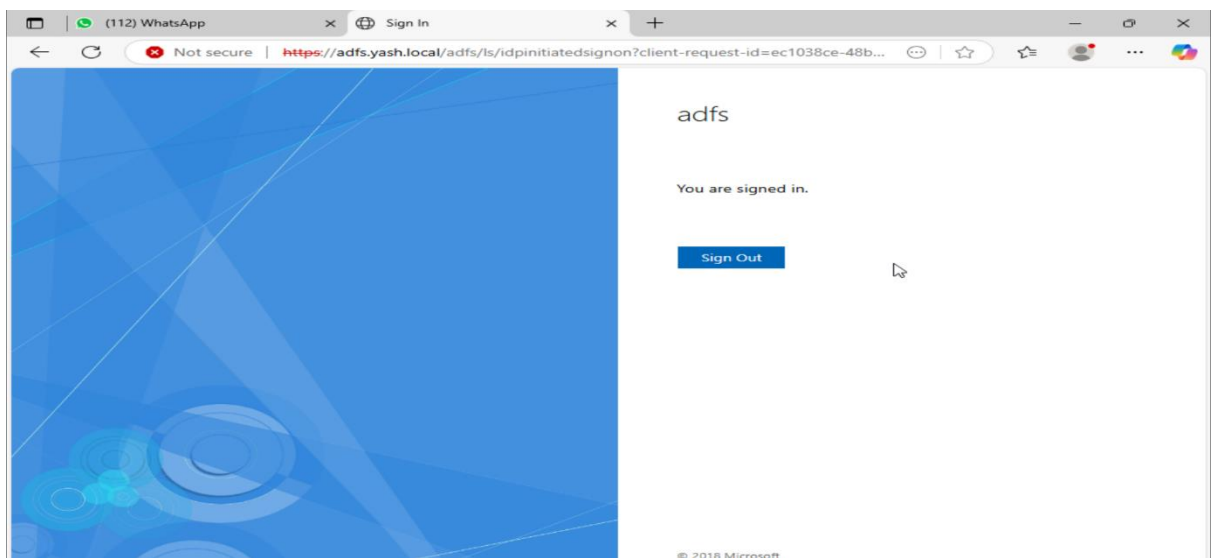 (112) WhatsApp
Sign In
Not secure | https://adfs.yash.local/adfs/ls/idpinitiatedsignon?client-request-id=ec1038ce-48b...
adfs
You are signed in.
Sign Out
© 2018 Microsoft